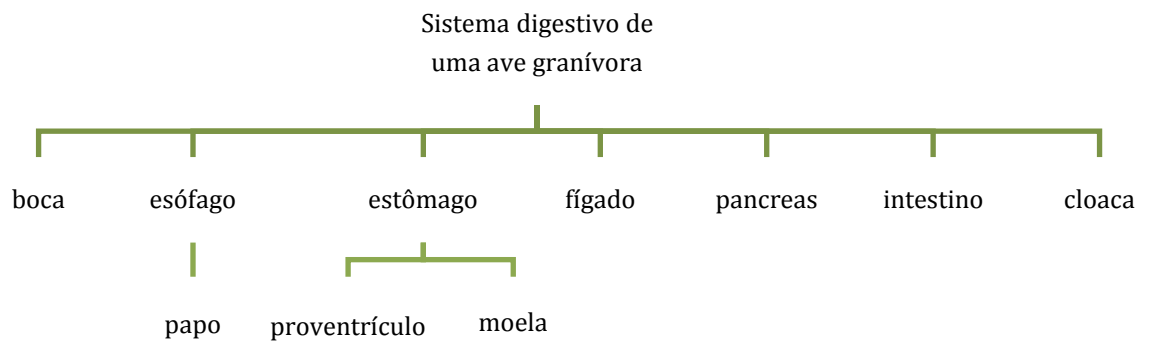 Sistema digestivo de
uma ave granívora
boca esófago estômago fígado pancreas intestino cloaca
papo proventrículo moela